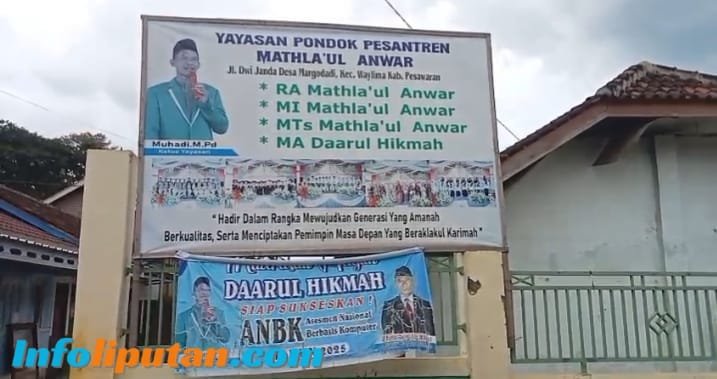 YAYASAN PONDOK PESANTREN
MATHLA'UL ANWAR
Jl. Dwi Janda Desa Margodadi, Kec. Waylima Kab. Pesawaran
* RA Mathla'ul Anwar
* MI Mathla'ul Anwar
* MTs Mathla'ul Anwar
* MA Daarul Hikmah
Muhadi.M.Pd
Ketua Yayasan
"Hadir Dalam Rangka Mewujudkan Generasi Yang Amanah
Berkualitas, Serta Menciptakan Pemimpin Masa Depan Yang Beraklakul Karimah"
DAARUL HIKMAH
SIAP SUKSESKAN !
ANBK
Asesmen Nasional
Berbasis Komputer
2025
Infoliputan.com